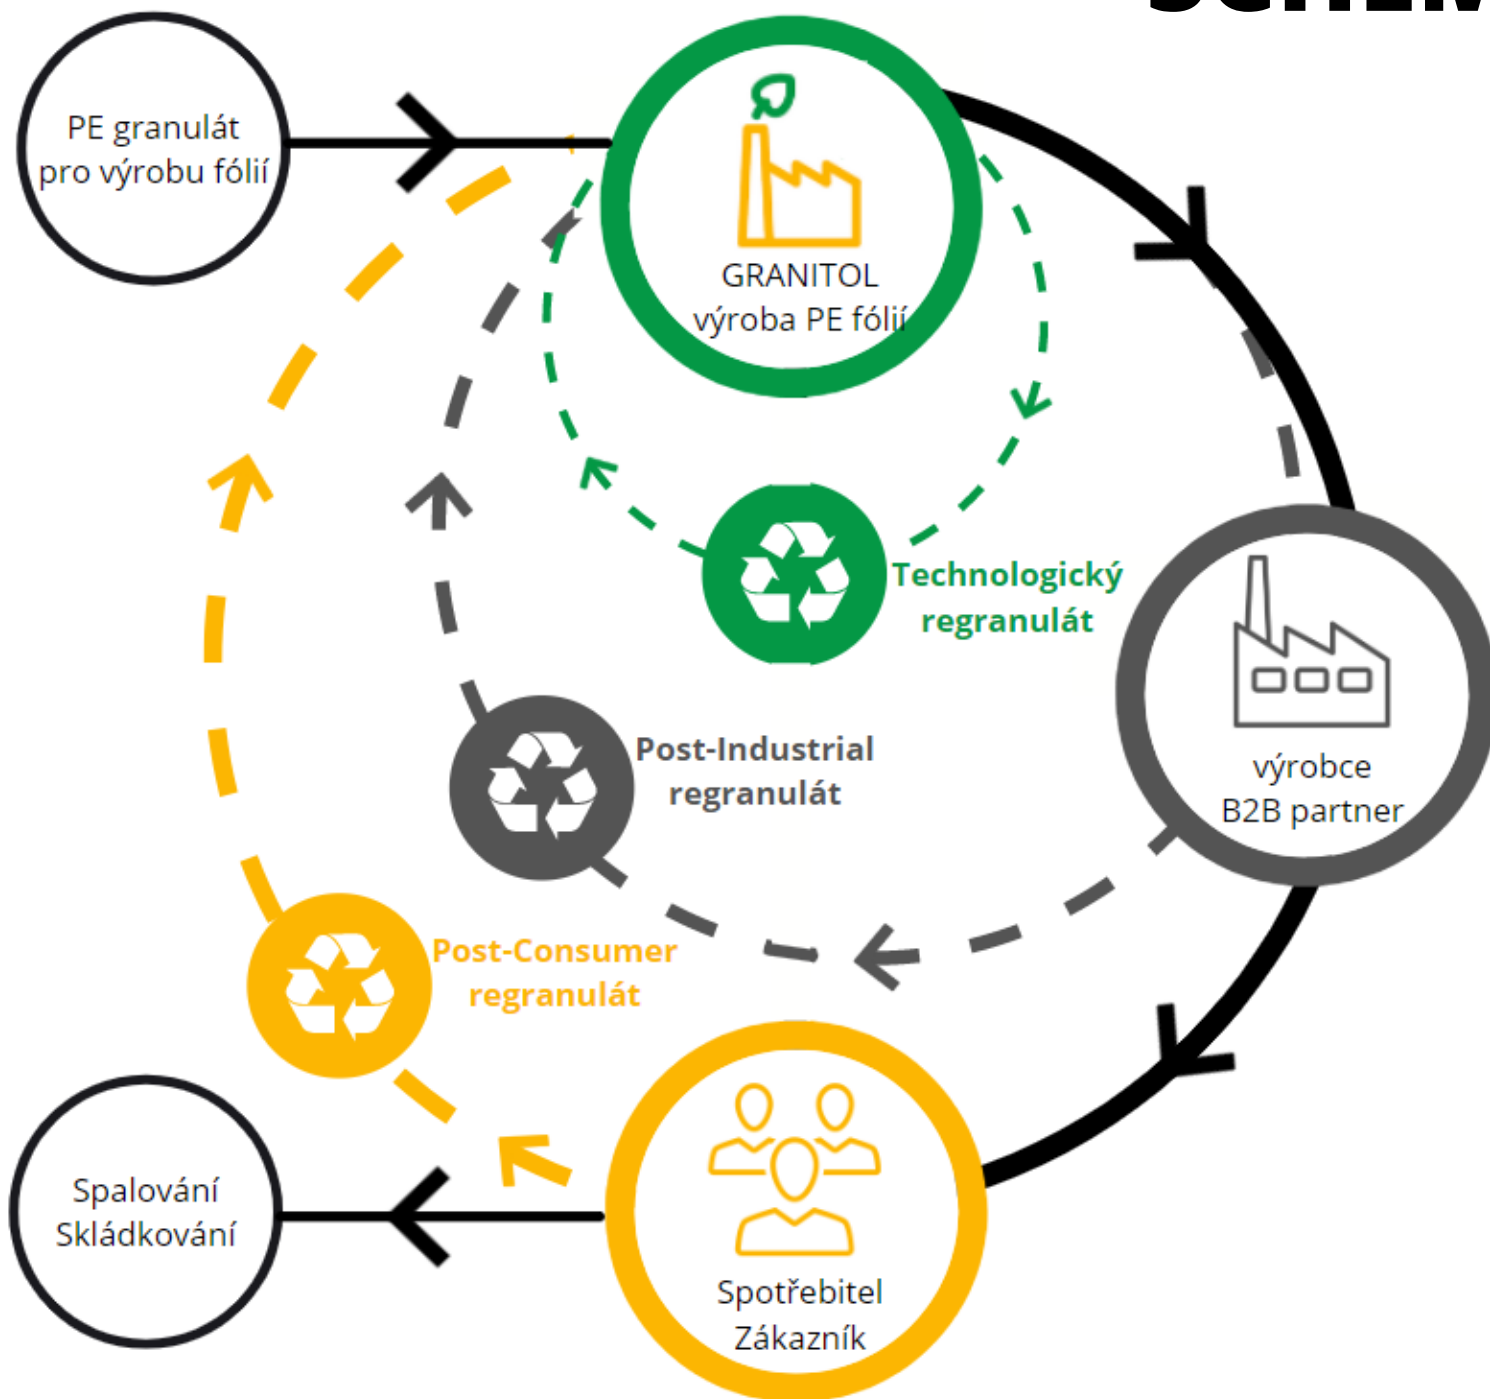 PE granulát
pro výrobu fólií
GRANITOL
výroba PE fólií
Technologický
regranulát
Post-Industrial
regranulát
výrobce
B2B partner
Post-Consumer
regranulát
Spalování
Skládkování
Spotřebitel
Zákazník